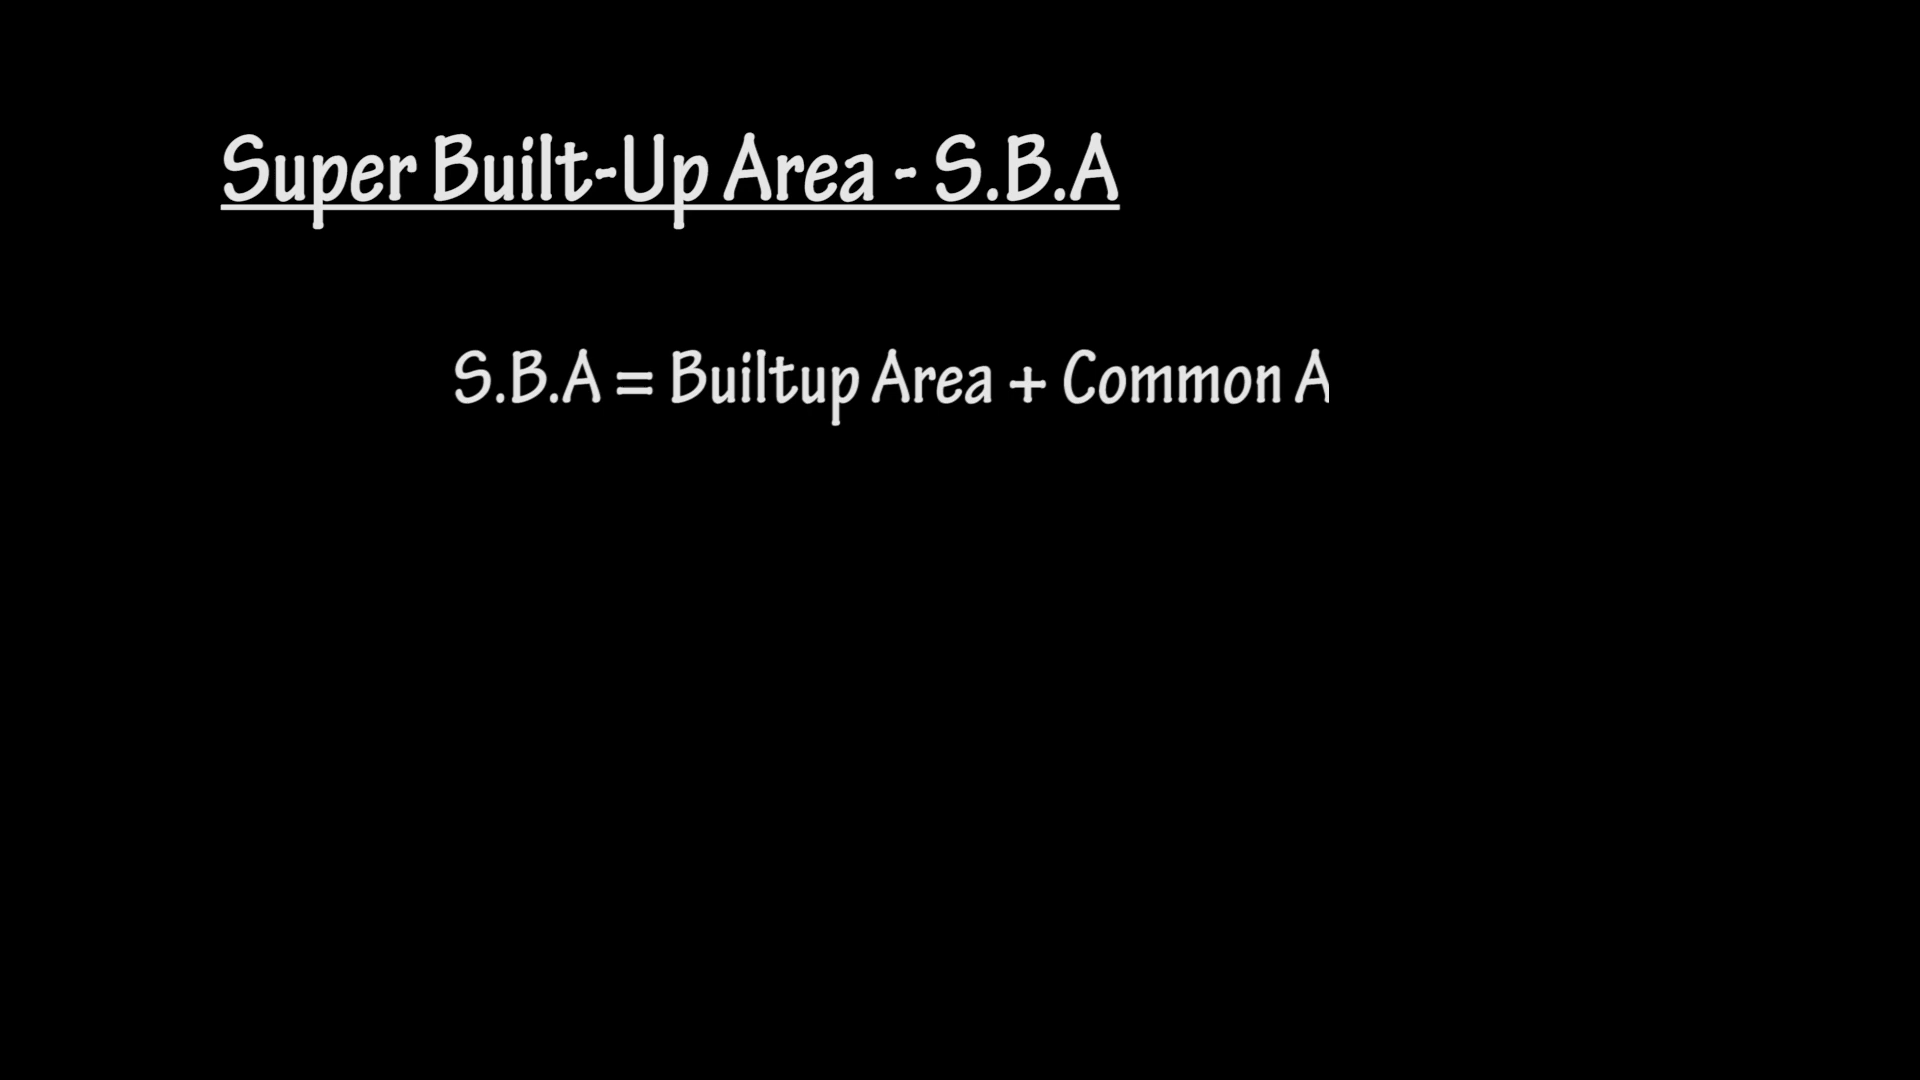 Super Built-Up Area - S.B.A
S.B.A = Builtup Area + Common A